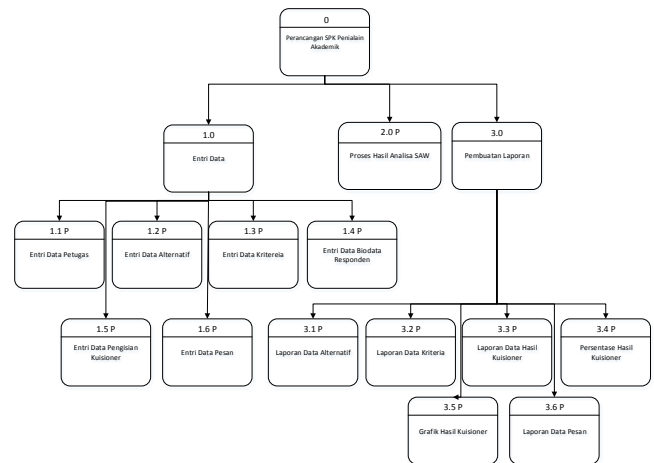 0
Perancangan SPK Penialain
Akademik
1.0
Entri Data
2.0 P
Proses Hasil Analisa SAW
3.0
Pembuatan Laporan
1.1 P
Entri Data Petugas
1.2 P
Entri Data Alternatif
1.3 P
Entri Data Kritereia
1.4 P
Entri Data Biodata
Responden
1.5 P
Entri Data Pengisian
Kuisioner
1.6 P
Entri Data Pesan
3.1 P
Laporan Data Alternatif
3.2 P
Laporan Data Kriteria
3.3 P
Laporan Data Hasil
Kuisioner
3.4 P
Persentase Hasil
Kuisioner
3.5 P
Grafik Hasil Kuisioner
3.6 P
Laporan Data Pesan